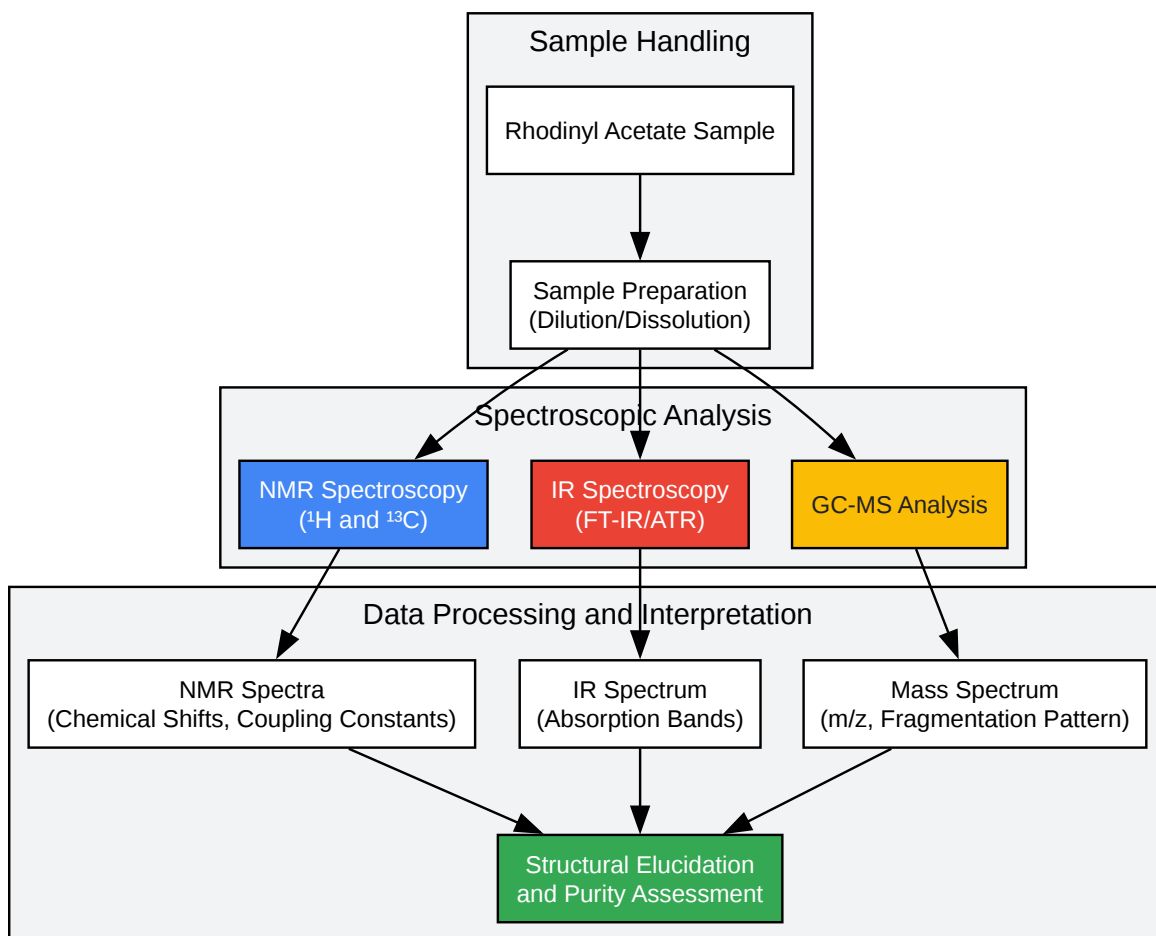 Sample Handling
Rhodinyl Acetate Sample
Sample Preparation
(Dilution/Dissolution)
Spectroscopic Analysis
NMR Spectroscopy
(¹H and ¹³C)
IR Spectroscopy
(FT-IR/ATR)
GC-MS Analysis
Data Processing and Interpretation
NMR Spectra
(Chemical Shifts, Coupling Constants)
IR Spectrum
(Absorption Bands)
Mass Spectrum
(m/z, Fragmentation Pattern)
Structural Elucidation
and Purity Assessment